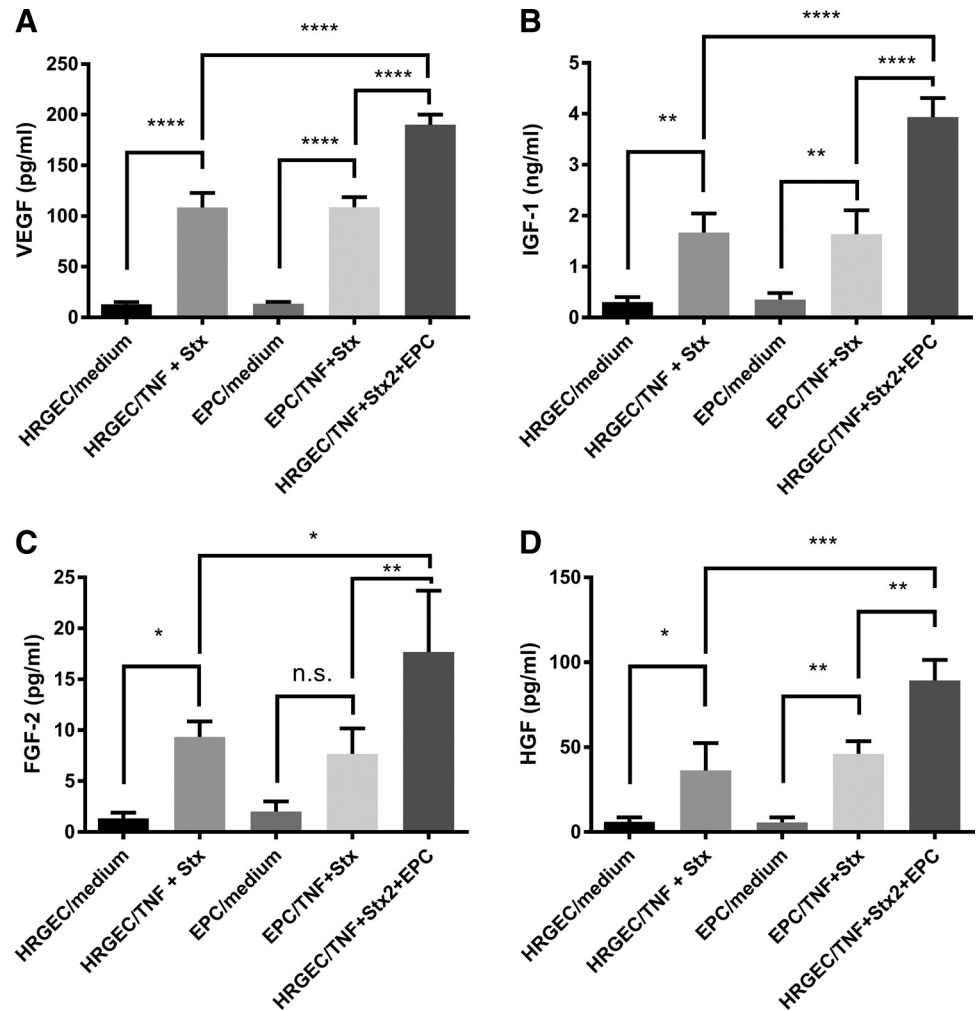 A
****
****
****
****
VEGF (pg/ml)
250
200
150
100
50
0
HRGEC/medium
HRGEC/TNF + Stx
EPC/medium
EPC/TNF+Stx
HRGEC/TNF+Stx2+EPC
B
****
****
**
**
IGF-1 (ng/ml)
5
4
3
2
1
0
HRGEC/medium
HRGEC/TNF + Stx
EPC/medium
EPC/TNF+Stx
HRGEC/TNF+Stx2+EPC
C
*
**
*
n.s.
FGF-2 (pg/ml)
25
20
15
10
5
0
HRGEC/medium
HRGEC/TNF + Stx
EPC/medium
EPC/TNF+Stx
HRGEC/TNF+Stx2+EPC
D
***
**
*
**
HGF (pg/ml)
150
100
50
0
HRGEC/medium
HRGEC/TNF + Stx
EPC/medium
EPC/TNF+Stx
HRGEC/TNF+Stx2+EPC